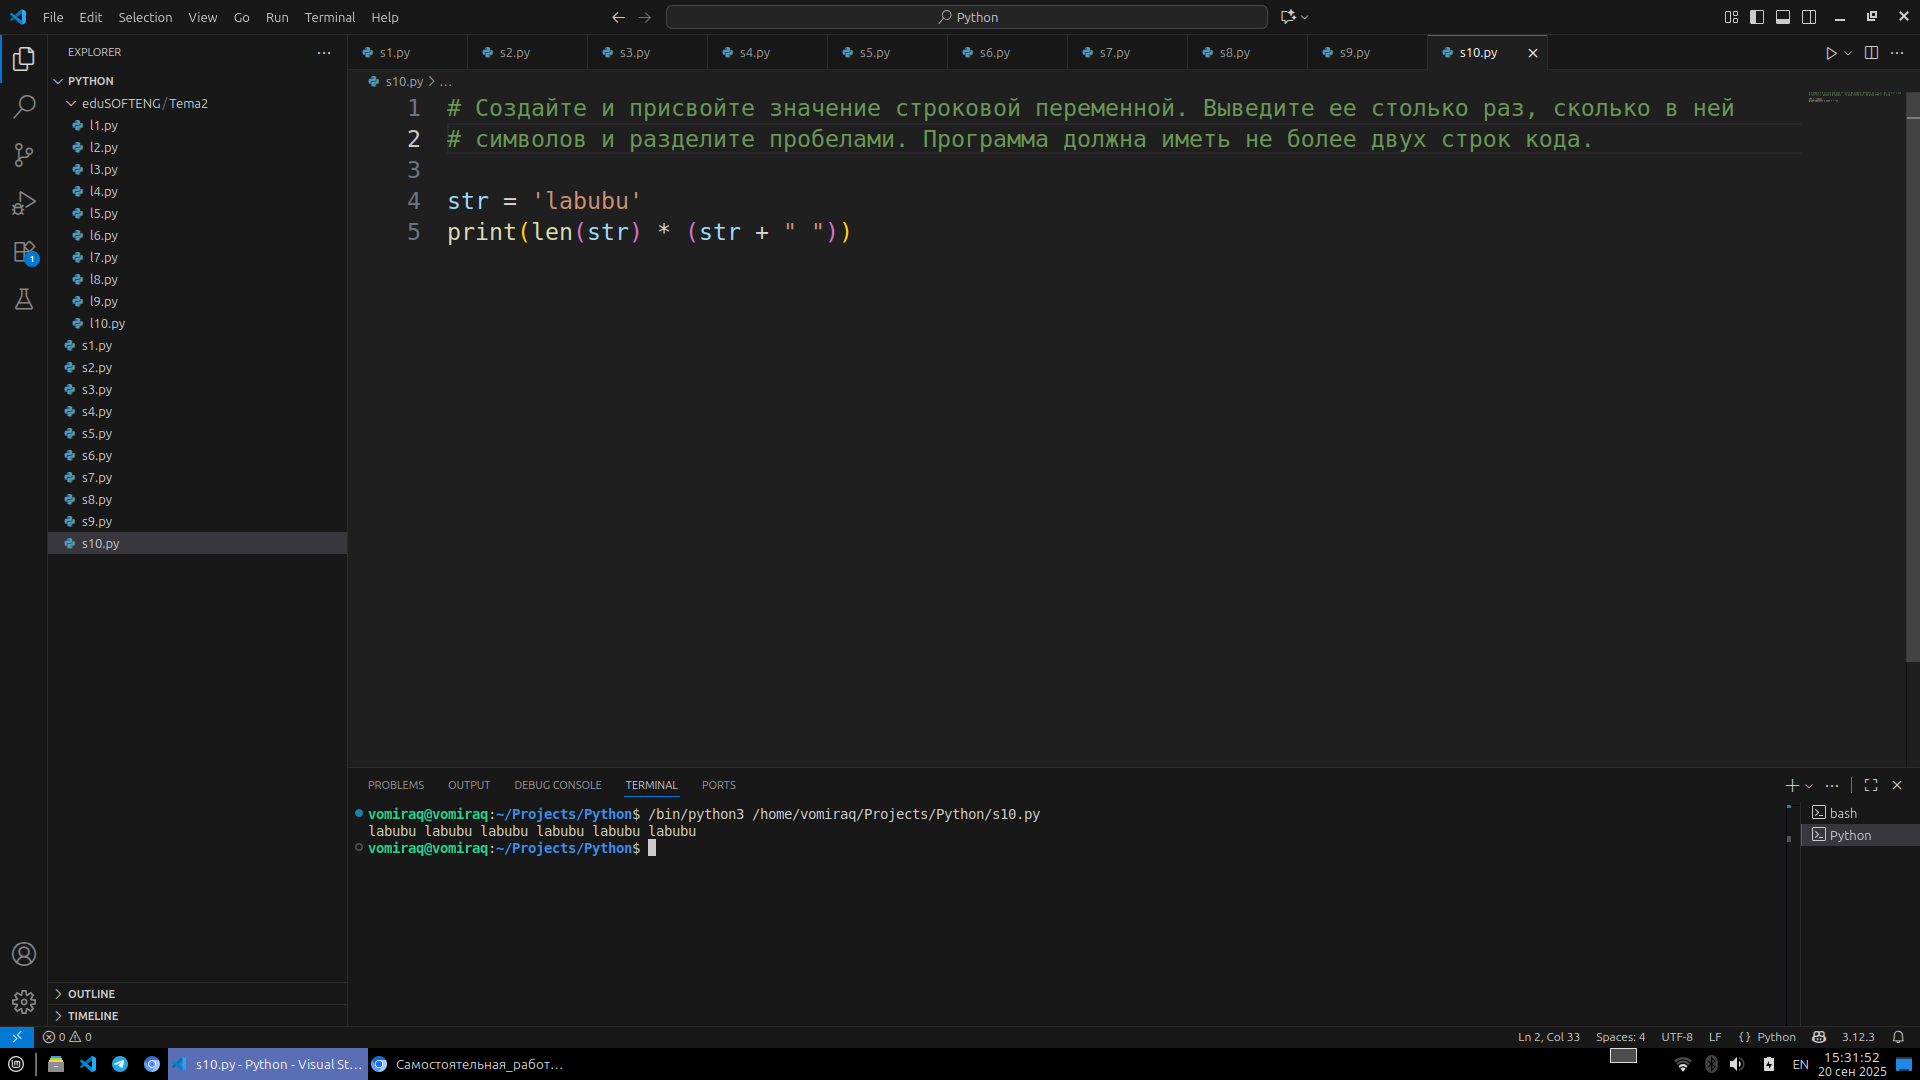 File Edit Selection View Go Run Terminal Help
Python
EXPLORER
PYTHON
eduSOFTENG/Tema2
l1.py
l2.py
l3.py
l4.py
l5.py
l6.py
l7.py
l8.py
l9.py
l10.py
s1.py
s2.py
s3.py
s4.py
s5.py
s6.py
s7.py
s8.py
s9.py
s10.py
OUTLINE
TIMELINE
1
s1.py s2.py s3.py s4.py s5.py s6.py s7.py s8.py s9.py s10.py
s10.py > ...
1 # Создайте и присвойте значение строковой переменной. Выведите ее столько раз, сколько в ней
2 # символов и разделите пробелами. Программа должна иметь не более двух строк кода.
3
4 str = 'labubu'
5 print(len(str) * (str + " "))
PROBLEMS OUTPUT DEBUG CONSOLE TERMINAL PORTS
vomiraq@vomiraq:~/Projects/Python$ /bin/python3 /home/vomiraq/Projects/Python/s10.py
labubu labubu labubu labubu labubu labubu
vomiraq@vomiraq:~/Projects/Python$
bash
Python
0 0
Ln 2, Col 33 Spaces: 4 UTF-8 LF {} Python 3.12.3
s10.py - Python - Visual St...
Самостоятельная_работ...
EN
15:31:52
20 сен 2025